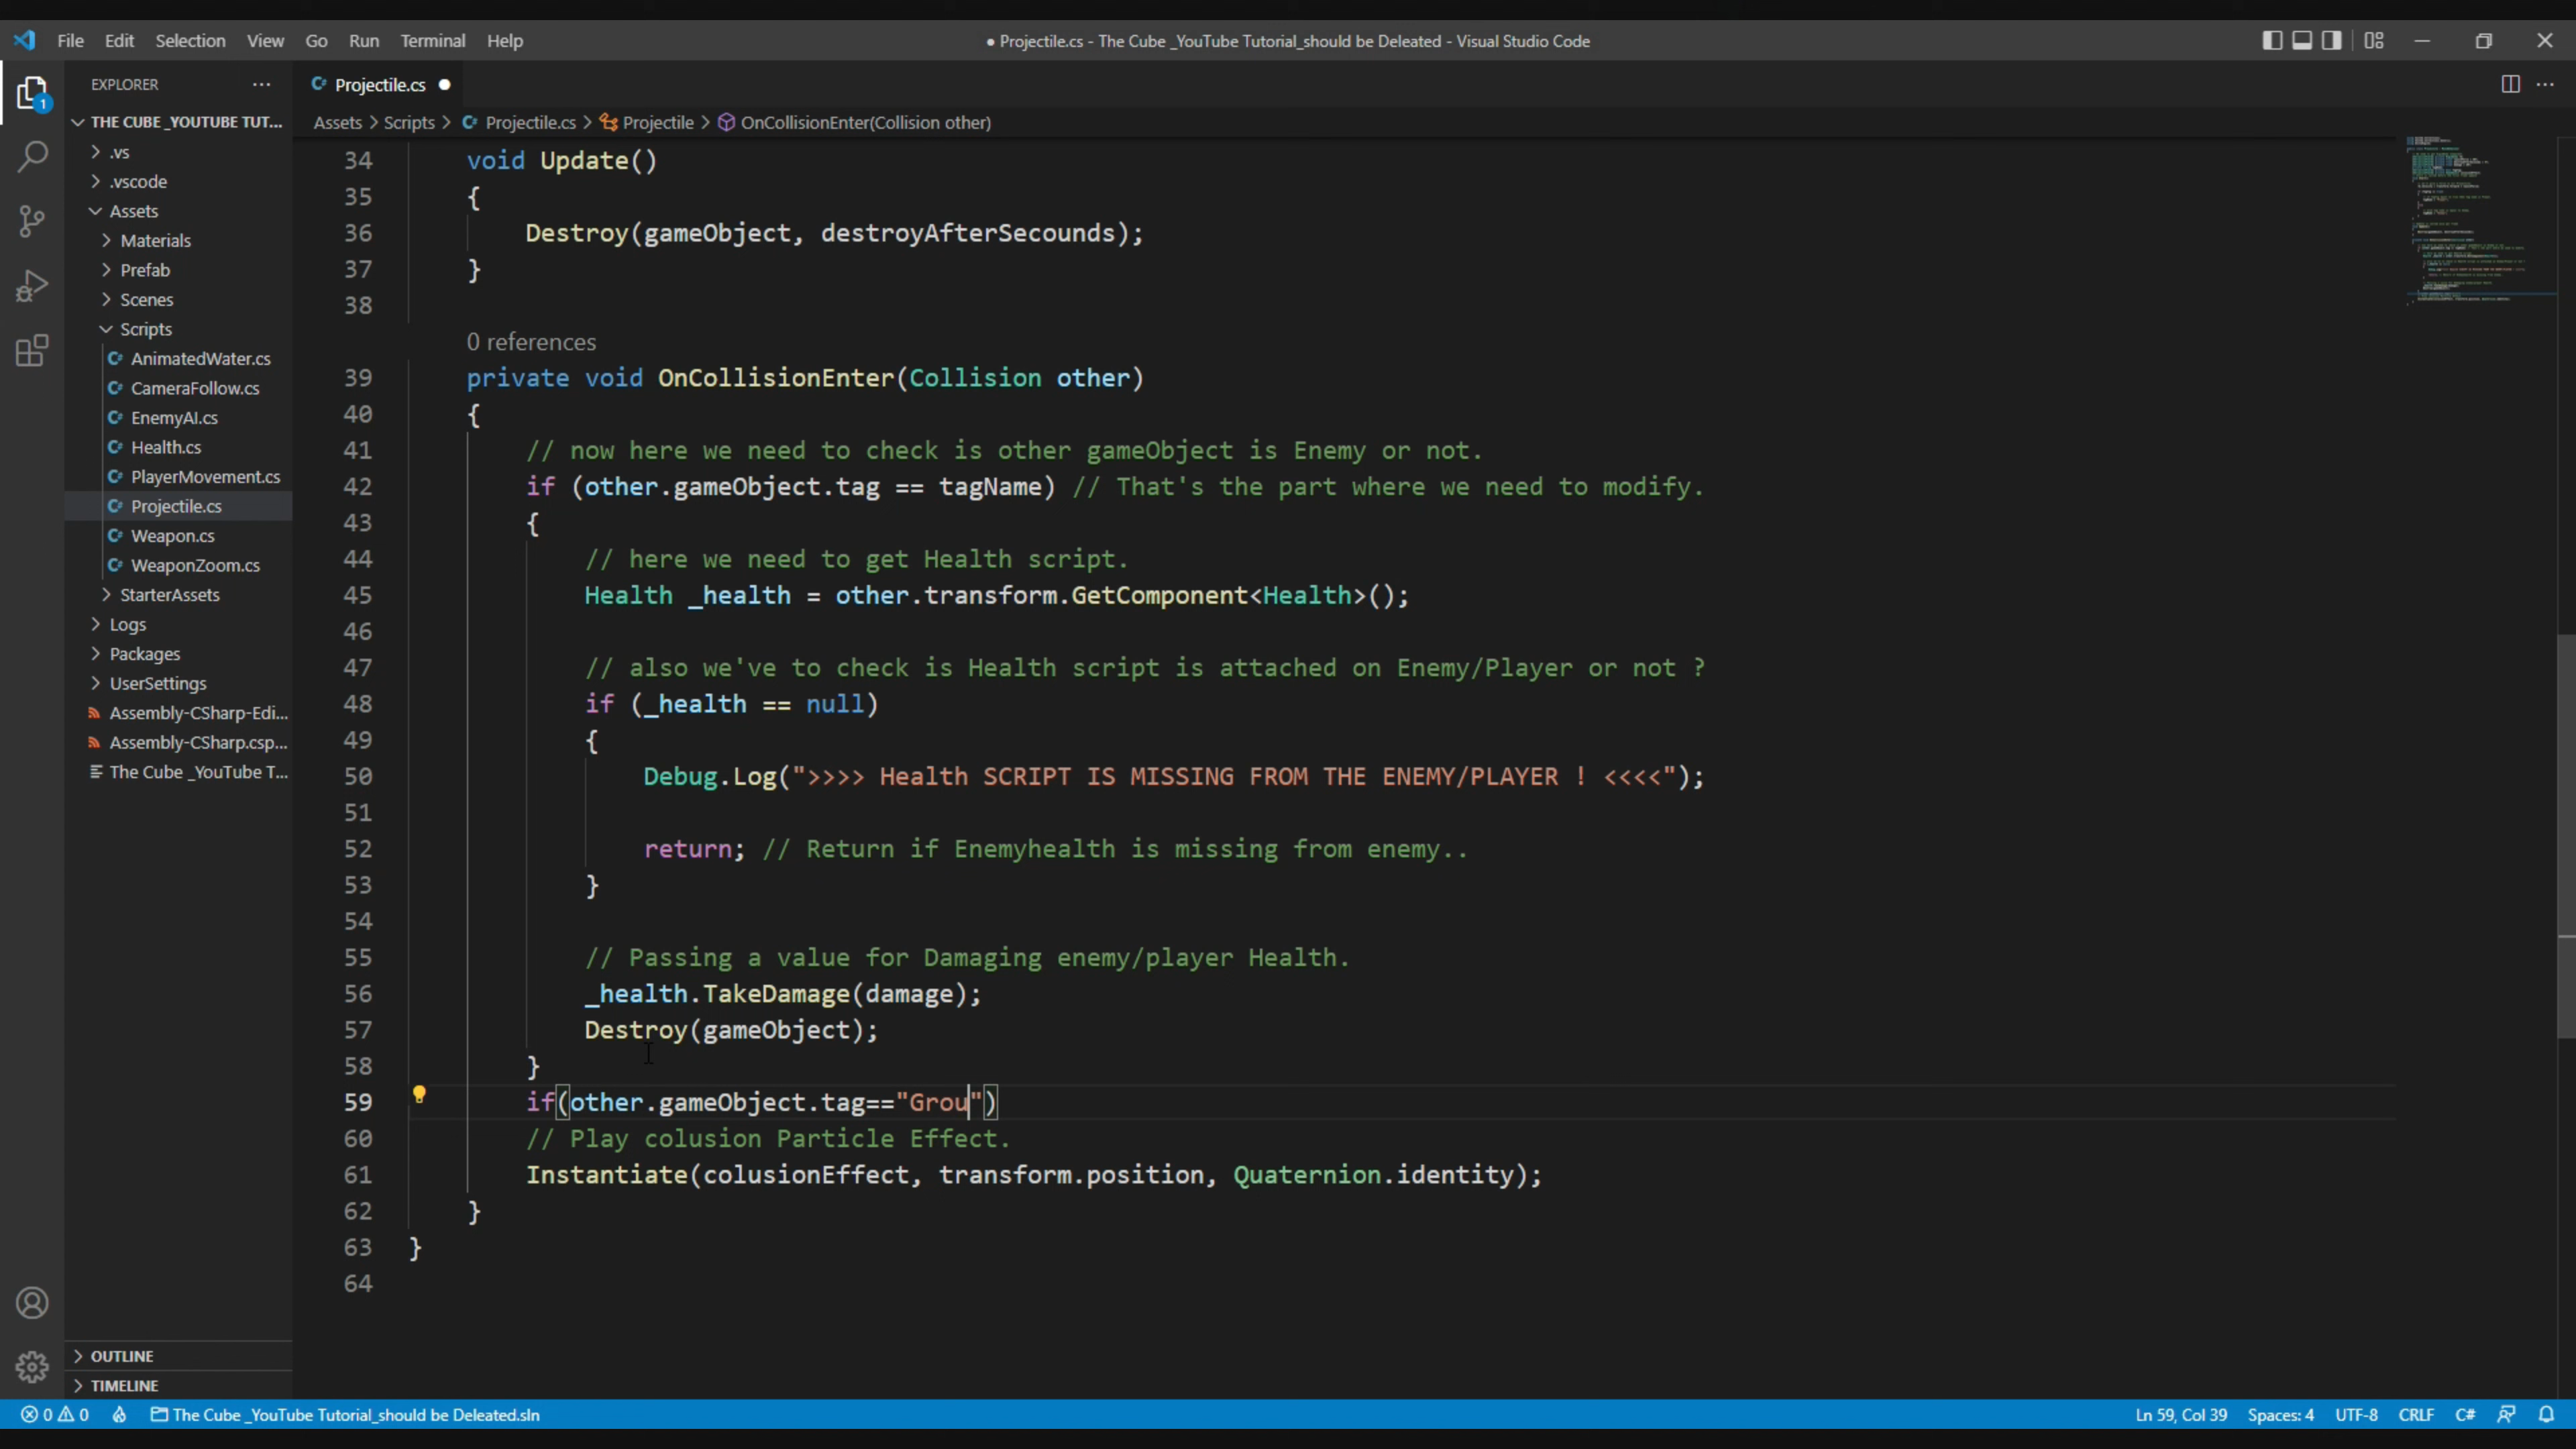 File Edit Selection View Go Run Terminal Help
● Projectile.cs - The Cube _YouTube Tutorial_should be Deleated - Visual Studio Code
EXPLORER ···
Projectile.cs ●
1
THE CUBE _YOUTUBE TUT...
Assets > Scripts > Projectile.cs > Projectile > OnCollisionEnter(Collision other)
.vs
.vscode
Assets
Materials
Prefab
Scenes
Scripts
AnimatedWater.cs
CameraFollow.cs
EnemyAI.cs
Health.cs
PlayerMovement.cs
Projectile.cs
Weapon.cs
WeaponZoom.cs
StarterAssets
Logs
Packages
UserSettings
Assembly-CSharp-Edi...
Assembly-CSharp.csp...
The Cube _YouTube T...
OUTLINE
TIMELINE
34 void Update()
35 {
36 Destroy(gameObject, destroyAfterSecounds);
37 }
38
0 references
39 private void OnCollisionEnter(Collision other)
40 {
41 // now here we need to check is other gameObject is Enemy or not.
42 if (other.gameObject.tag == tagName) // That's the part where we need to modify.
43 {
44 // here we need to get Health script.
45 Health _health = other.transform.GetComponent<Health>();
46
47 // also we've to check is Health script is attached on Enemy/Player or not ?
48 if (_health == null)
49 {
50 Debug.Log(">>>> Health SCRIPT IS MISSING FROM THE ENEMY/PLAYER ! <<<<");
51
52 return; // Return if Enemyhealth is missing from enemy..
53 }
54
55 // Passing a value for Damaging enemy/player Health.
56 _health.TakeDamage(damage);
57 Destroy(gameObject);
58 }
59 if(other.gameObject.tag=="Grou")
60 // Play colusion Particle Effect.
61 Instantiate(colusionEffect, transform.position, Quaternion.identity);
62 }
63 }
64
0 0 The Cube _YouTube Tutorial_should be Deleated.sln
Ln 59, Col 39 Spaces: 4 UTF-8 CRLF C#